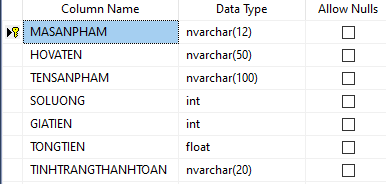 Column Name Data Type Allow Nulls
MASANPHAM nvarchar(12)
HOVATEN nvarchar(50)
TENSANPHAM nvarchar(100)
SOLUONG int
GIATIEN int
TONGTIEN float
TINHTRANGTHANHTOAN nvarchar(20)